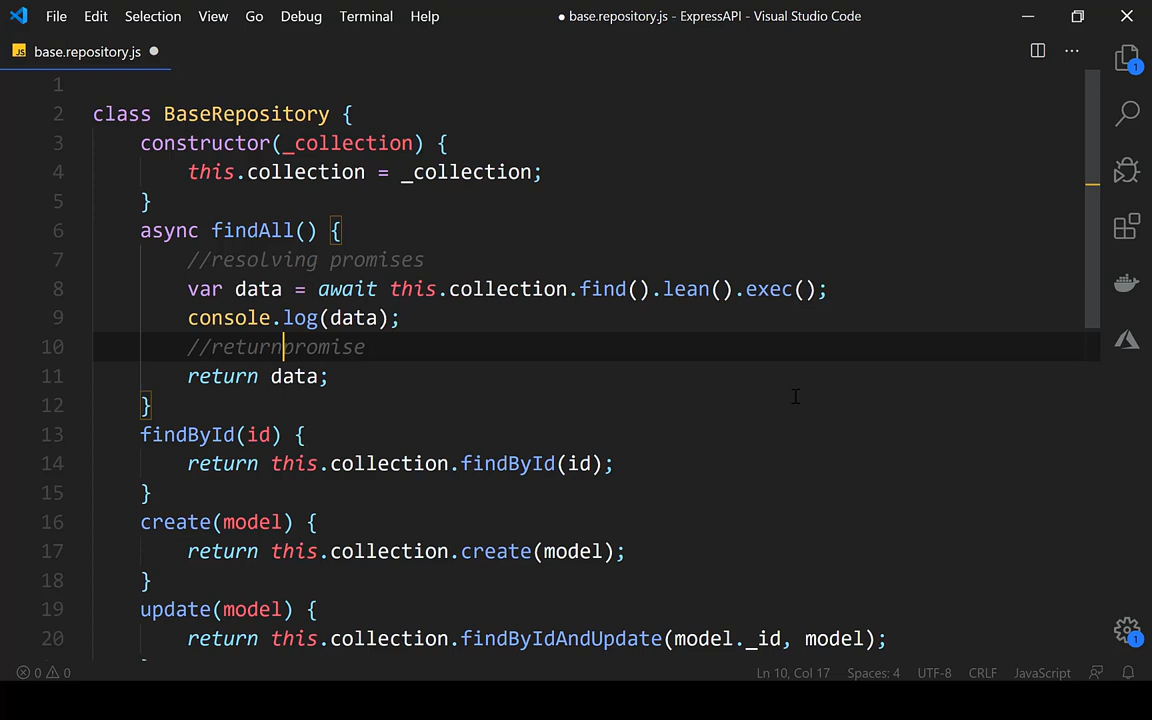 File Edit Selection View Go Debug Terminal Help
● base.repository.js - ExpressAPI - Visual Studio Code
JS base.repository.js
1
2 class BaseRepository {
3 constructor(_collection) {
4 this.collection = _collection;
5 }
6 async findAll() {
7 //resolving promises
8 var data = await this.collection.find().lean().exec();
9 console.log(data);
10 //returnpromise
11 return data;
12 }
13 findById(id) {
14 return this.collection.findById(id);
15 }
16 create(model) {
17 return this.collection.create(model);
18 }
19 update(model) {
20 return this.collection.findByIdAndUpdate(model._id, model);
1
1
0 0 Ln 10, Col 17 Spaces: 4 UTF-8 CRLF JavaScript